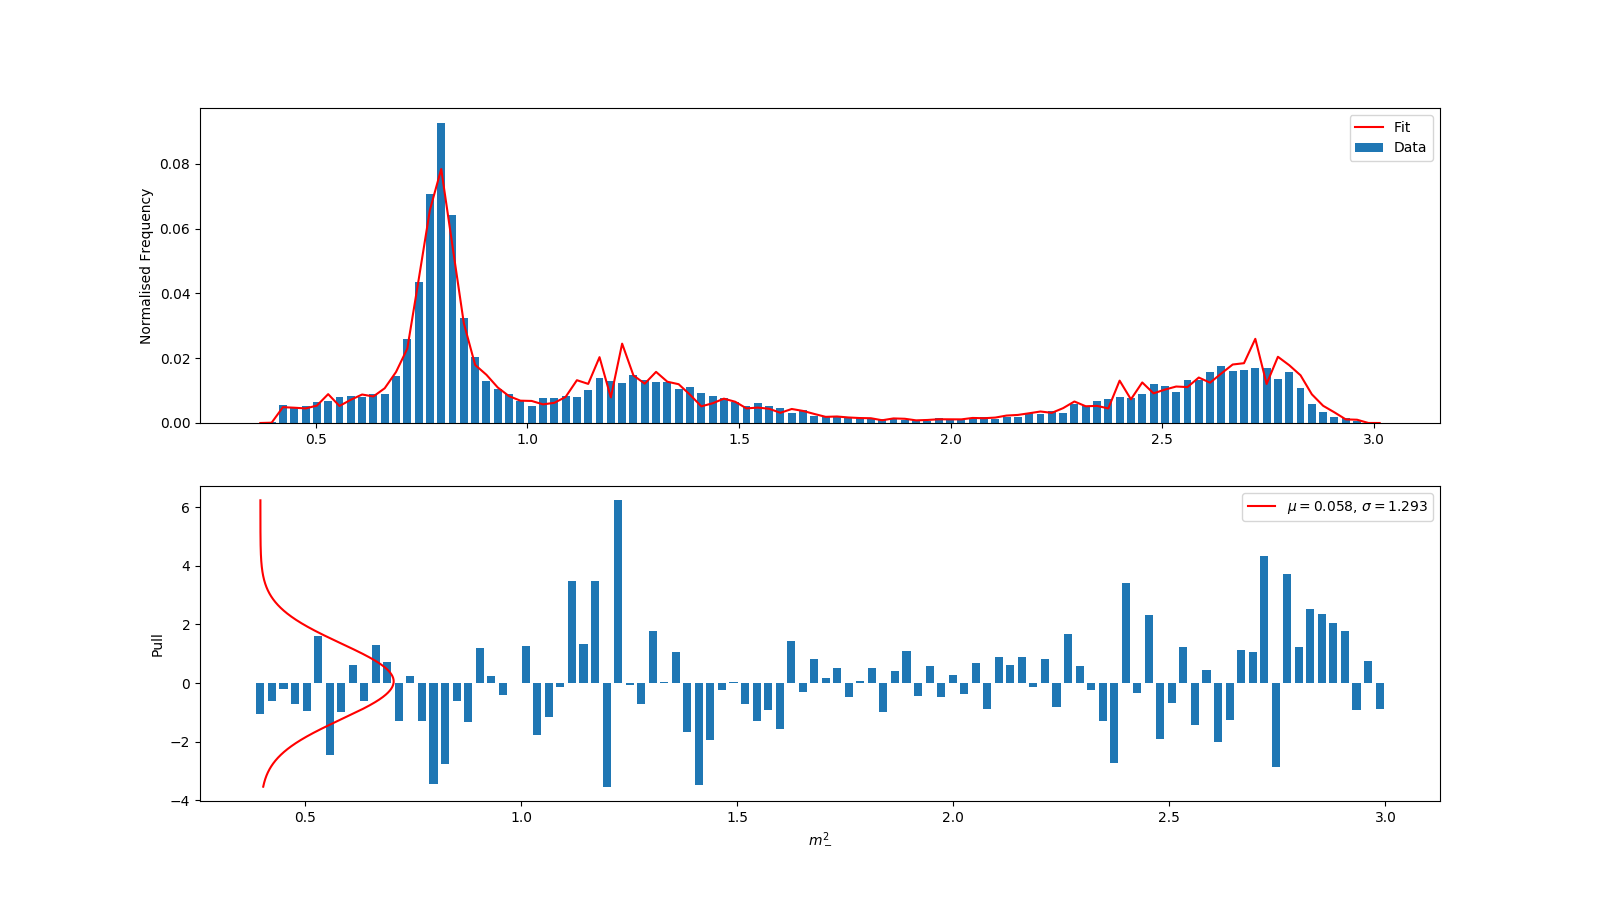 Normalised Frequency
0.08
0.06
0.04
0.02
0.00
0.5 1.0 1.5 2.0 2.5 3.0
Fit
Data
Pull
6
4
2
0
−2
−4
μ = 0.058, σ = 1.293
0.5 1.0 1.5 2.0 2.5 3.0
m²₋